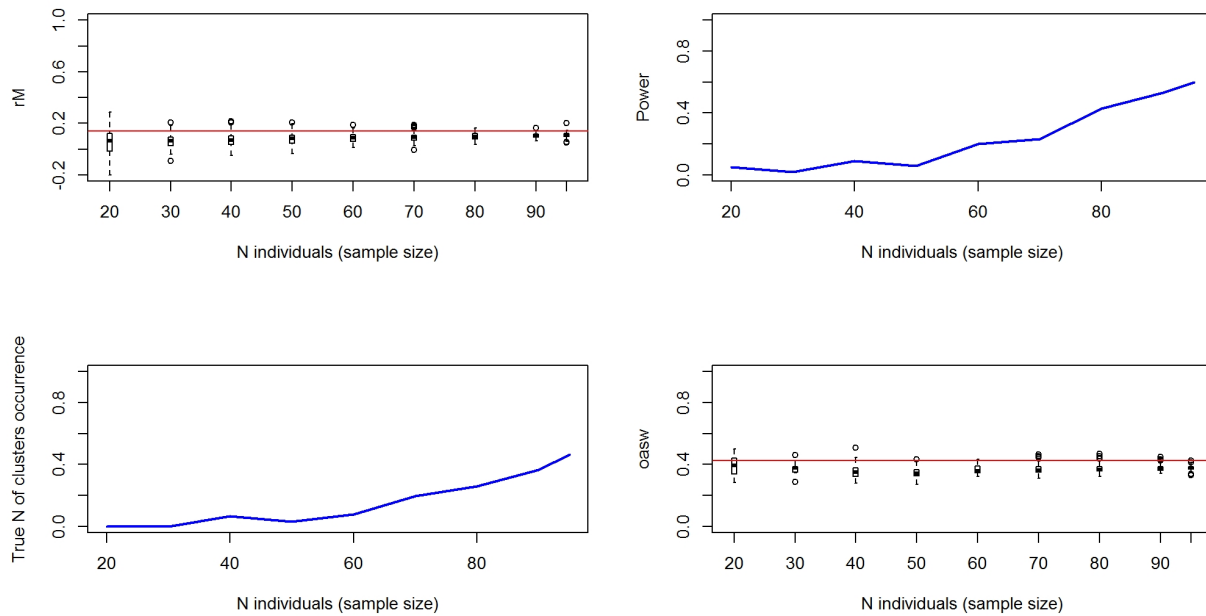 rM
1.0
0.6
0.2
-0.2
20 30 40 50 60 70 80 90
N individuals (sample size)
Power
0.8
0.4
0.0
20 40 60 80
N individuals (sample size)
True N of clusters occurrence
0.8
0.4
0.0
20 40 60 80
N individuals (sample size)
oasw
0.8
0.4
0.0
20 30 40 50 60 70 80 90
N individuals (sample size)